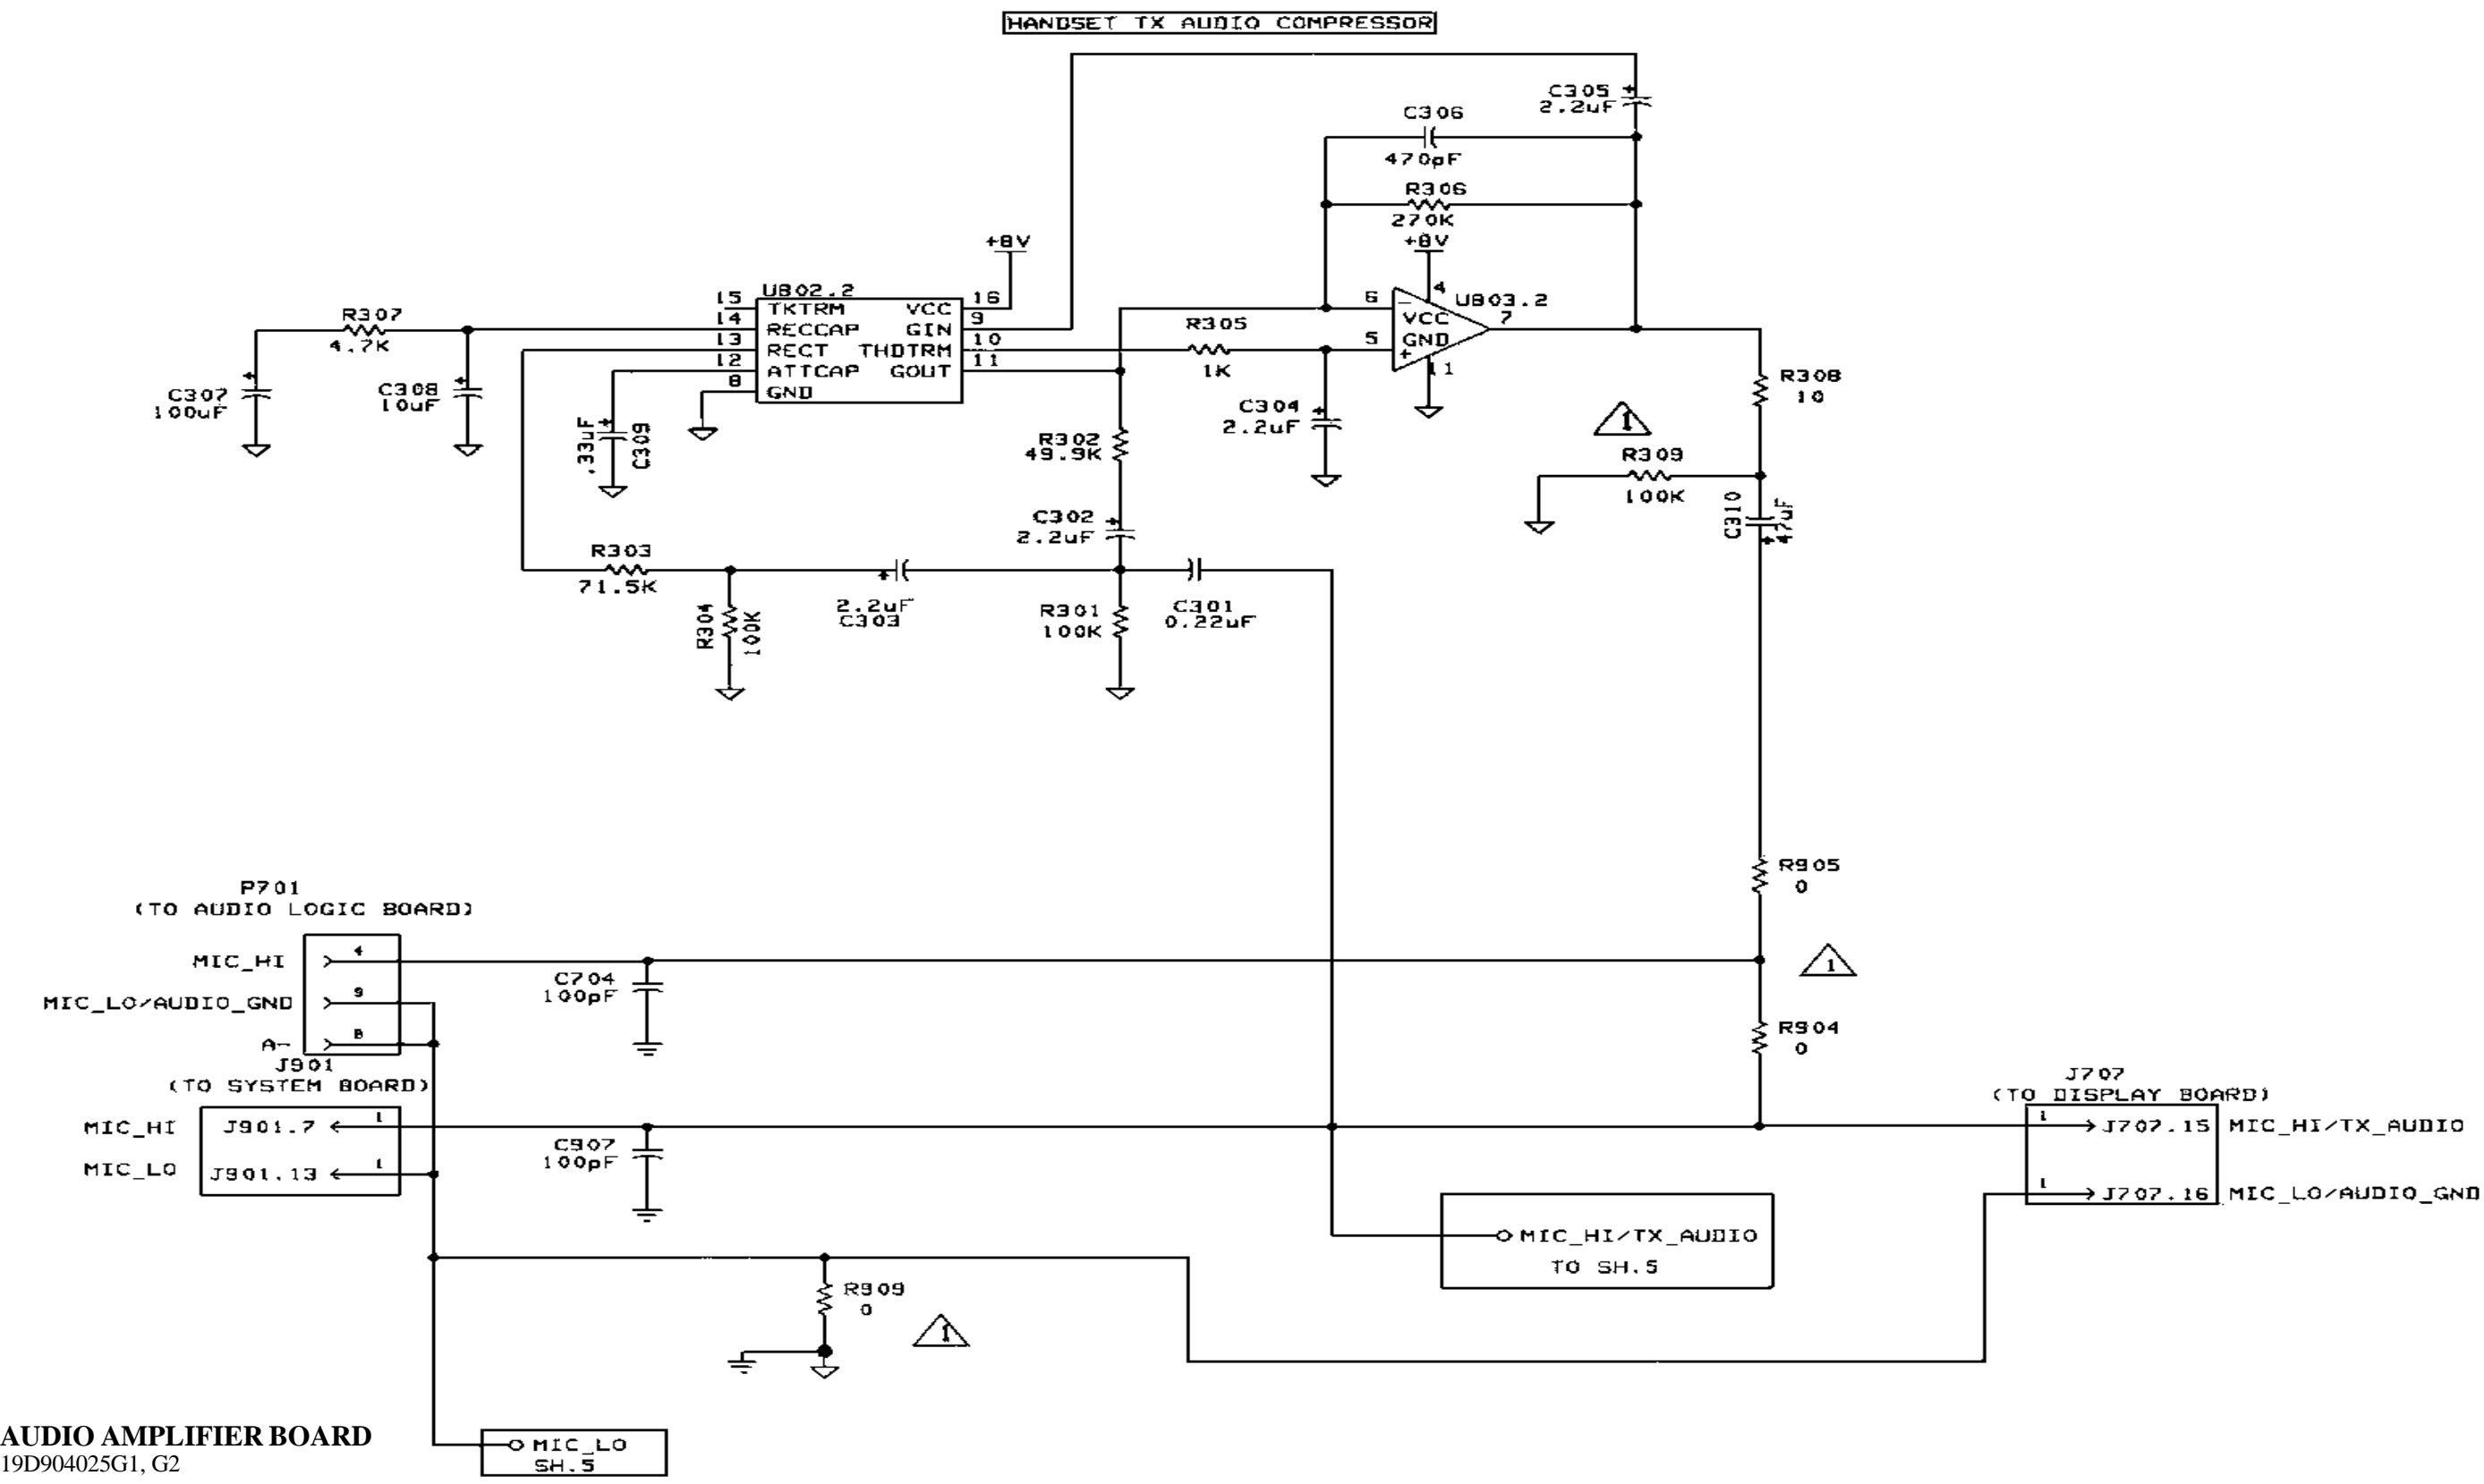 HANDSET TX AUDIO COMPRESSOR
C305
2.2uF
C306
470pF
R306
270K
+8V
+8V
U802.2
15 TKTRM VCC 16
14 RECCAP GIN 9
13 RECT THDTRM 10
12 ATTCAP GOUT 11
8 GND
R307
4.7K
C307
100uF
C308
10uF
.33uF
C309
R305
1K
6
5
4
U803.2
7
VCC
GND
11
C304
2.2uF
R308
10
1
R309
100K
C310
47uF
R302
49.9K
C302
2.2uF
R303
71.5K
R304
100K
2.2uF
C303
R301
100K
C301
0.22uF
R905
0
P701
(TO AUDIO LOGIC BOARD)
MIC_HI 4
MIC_LO/AUDIO_GND 9
A- 8
C704
100pF
1
R904
0
J901
(TO SYSTEM BOARD)
MIC_HI J901.7 1
MIC_LO J901.13 1
C907
100pF
J707
(TO DISPLAY BOARD)
1 J707.15 MIC_HI/TX_AUDIO
1 J707.16 MIC_LO/AUDIO_GND
MIC_HI/TX_AUDIO
TO SH.5
R909
0
1
MIC_LO
SH.5
AUDIO AMPLIFIER BOARD
19D904025G1, G2